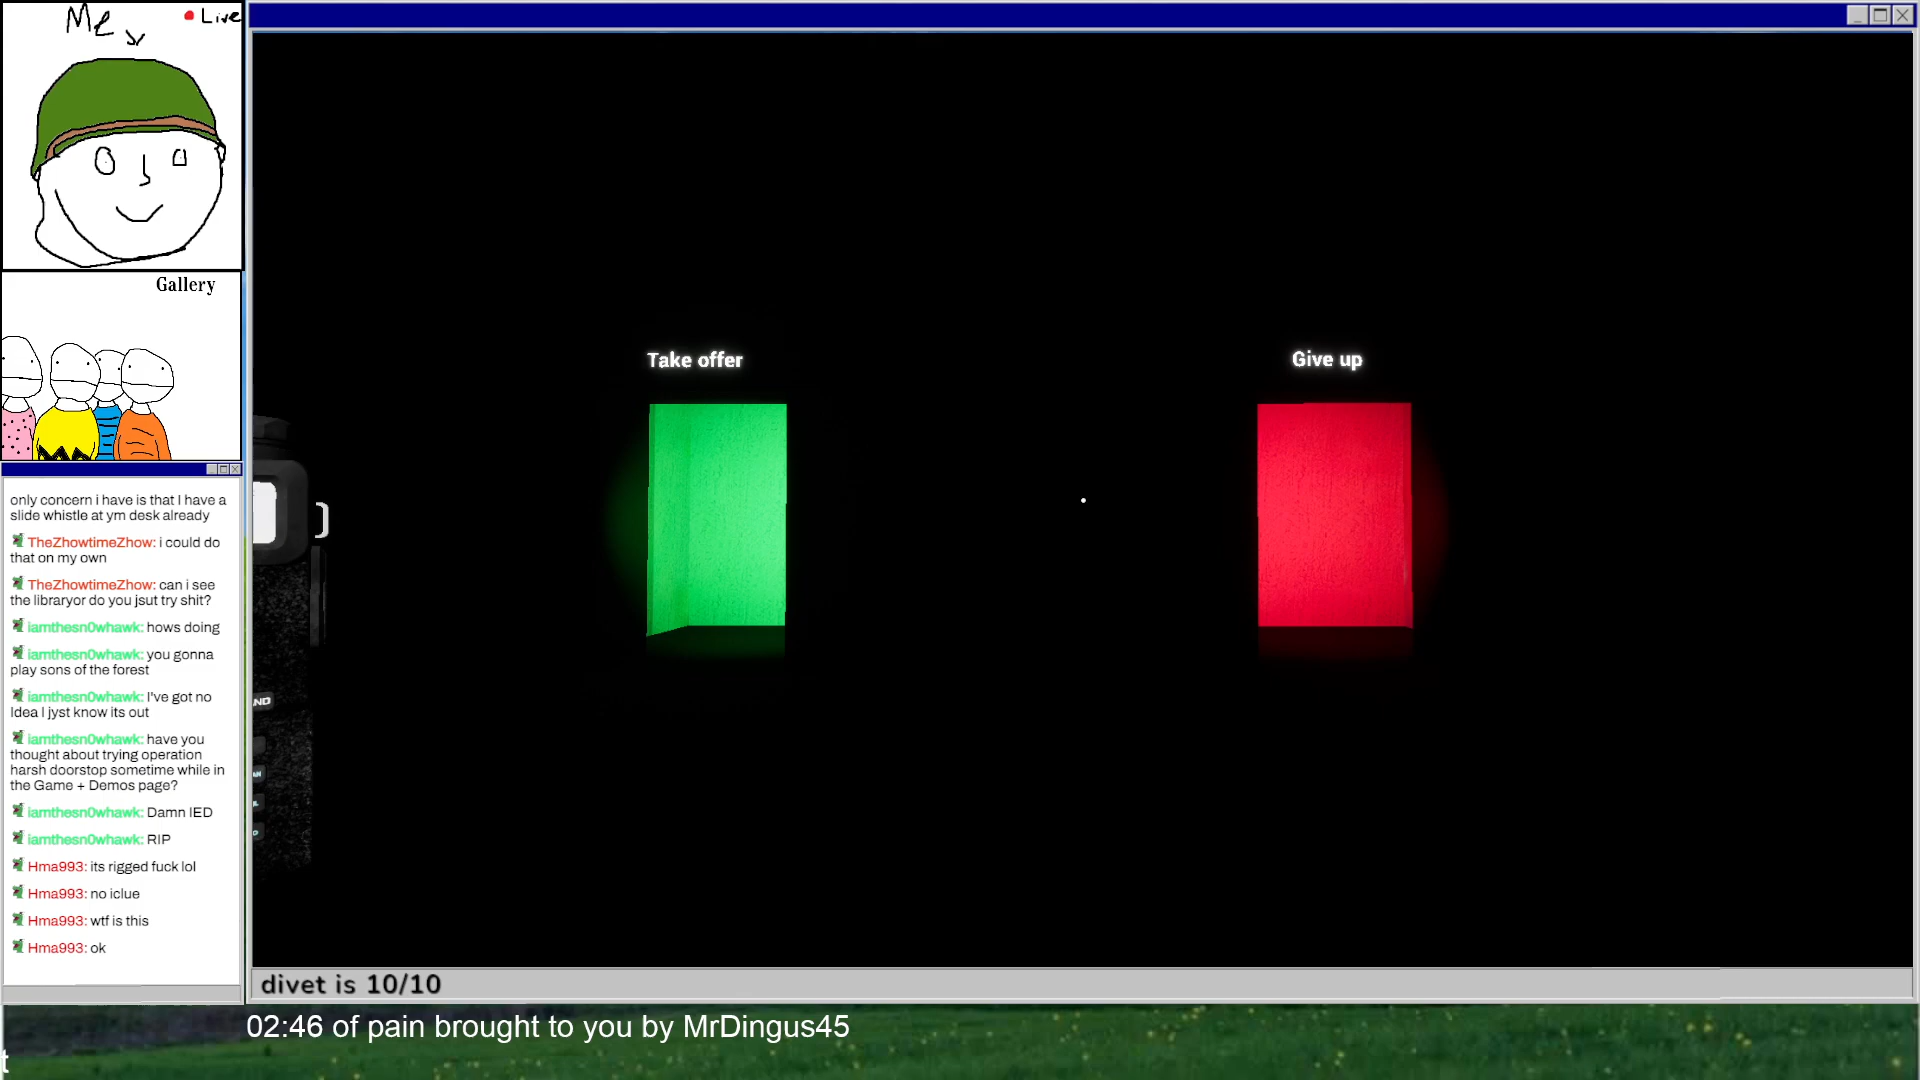 Me
Live
Gallery
only concern i have is that I have a
slide whistle at ym desk already
TheZhowtimeZhow: i could do
that on my own
TheZhowtimeZhow: can i see
the libraryor do you jsut try shit?
iamthesn0whawk: hows doing
iamthesn0whawk: you gonna
play sons of the forest
iamthesn0whawk: I've got no
Idea I jyst know its out
iamthesn0whawk: have you
thought about trying operation
harsh doorstop sometime while in
the Game + Demos page?
iamthesn0whawk: Damn IED
iamthesn0whawk: RIP
Hma993: its rigged fuck lol
Hma993: no iclue
Hma993: wtf is this
Hma993: ok
Take offer
Give up
divet is 10/10
02:46 of pain brought to you by MrDingus45
t